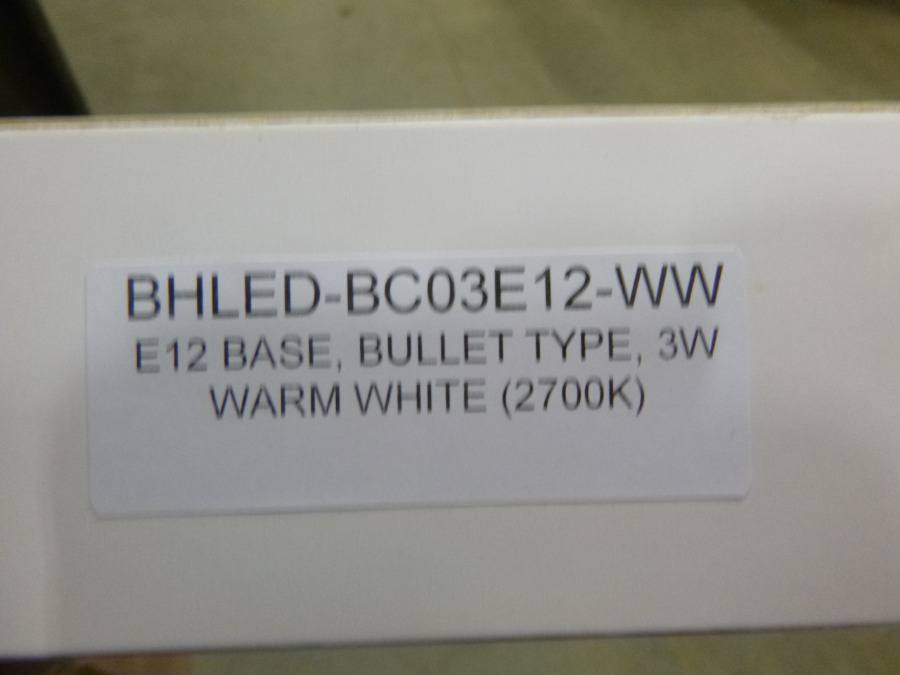 BHLED-BC03E12-WW
E12 BASE, BULLET TYPE, 3W
WARM WHITE (2700K)